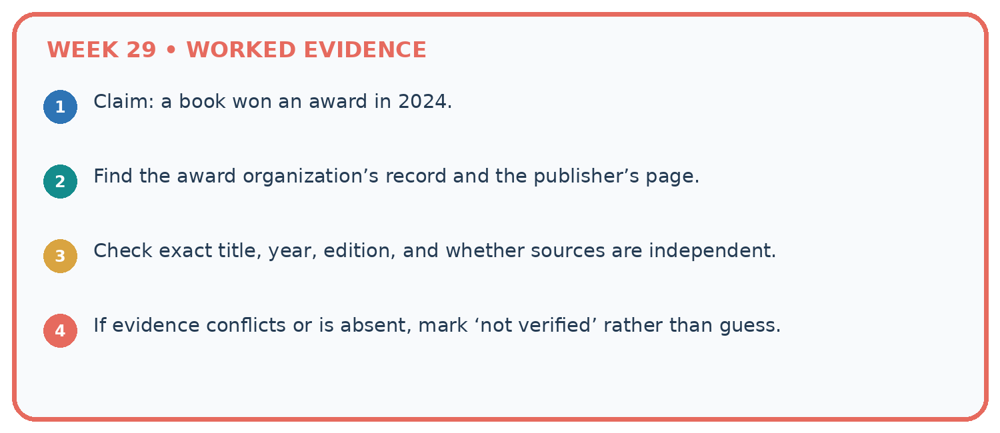 WEEK 29 • WORKED EVIDENCE
1 Claim: a book won an award in 2024.
2 Find the award organization’s record and the publisher’s page.
3 Check exact title, year, edition, and whether sources are independent.
4 If evidence conflicts or is absent, mark ‘not verified’ rather than guess.